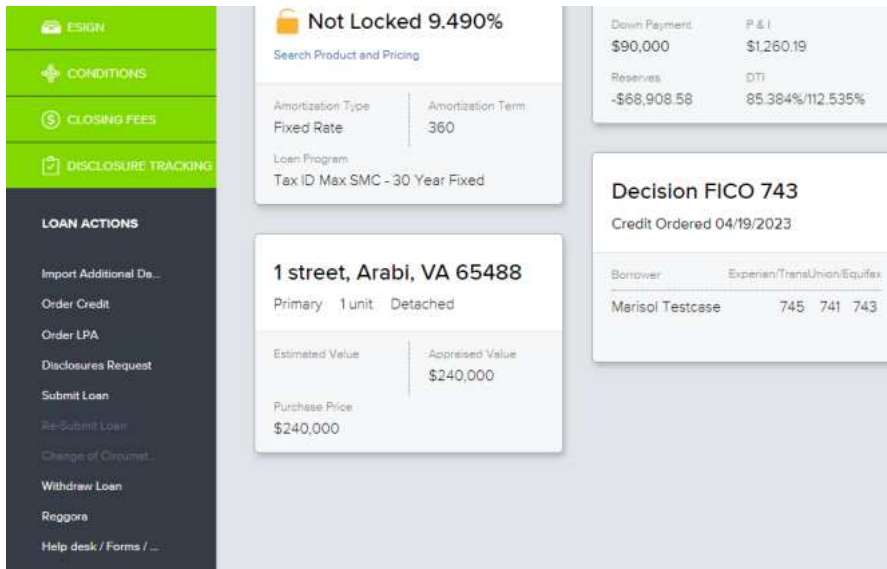 ESIGN
CONDITIONS
CLOSING FEES
DISCLOSURE TRACKING
LOAN ACTIONS
Import Additional Da...
Order Credit
Order LPA
Disclosures Request
Submit Loan
Re-Submit Loan
Change of Circumst...
Withdraw Loan
Reggora
Help desk / Forms / ...
Not Locked 9.490%
Search Product and Pricing
Amortization Type Amortization Term
Fixed Rate 360
Loan Program
Tax ID Max SMC - 30 Year Fixed
1 street, Arabi, VA 65488
Primary 1 unit Detached
Estimated Value Appraised Value
$240,000
Purchase Price
$240,000
Down Payment P & I
$90,000 $1,260.19
Reserves DTI
-$68,908.58 85.384%/112.535%
Decision FICO 743
Credit Ordered 04/19/2023
Borrower Experian/TransUnion/Equifax
Marisol Testcase 745 741 743